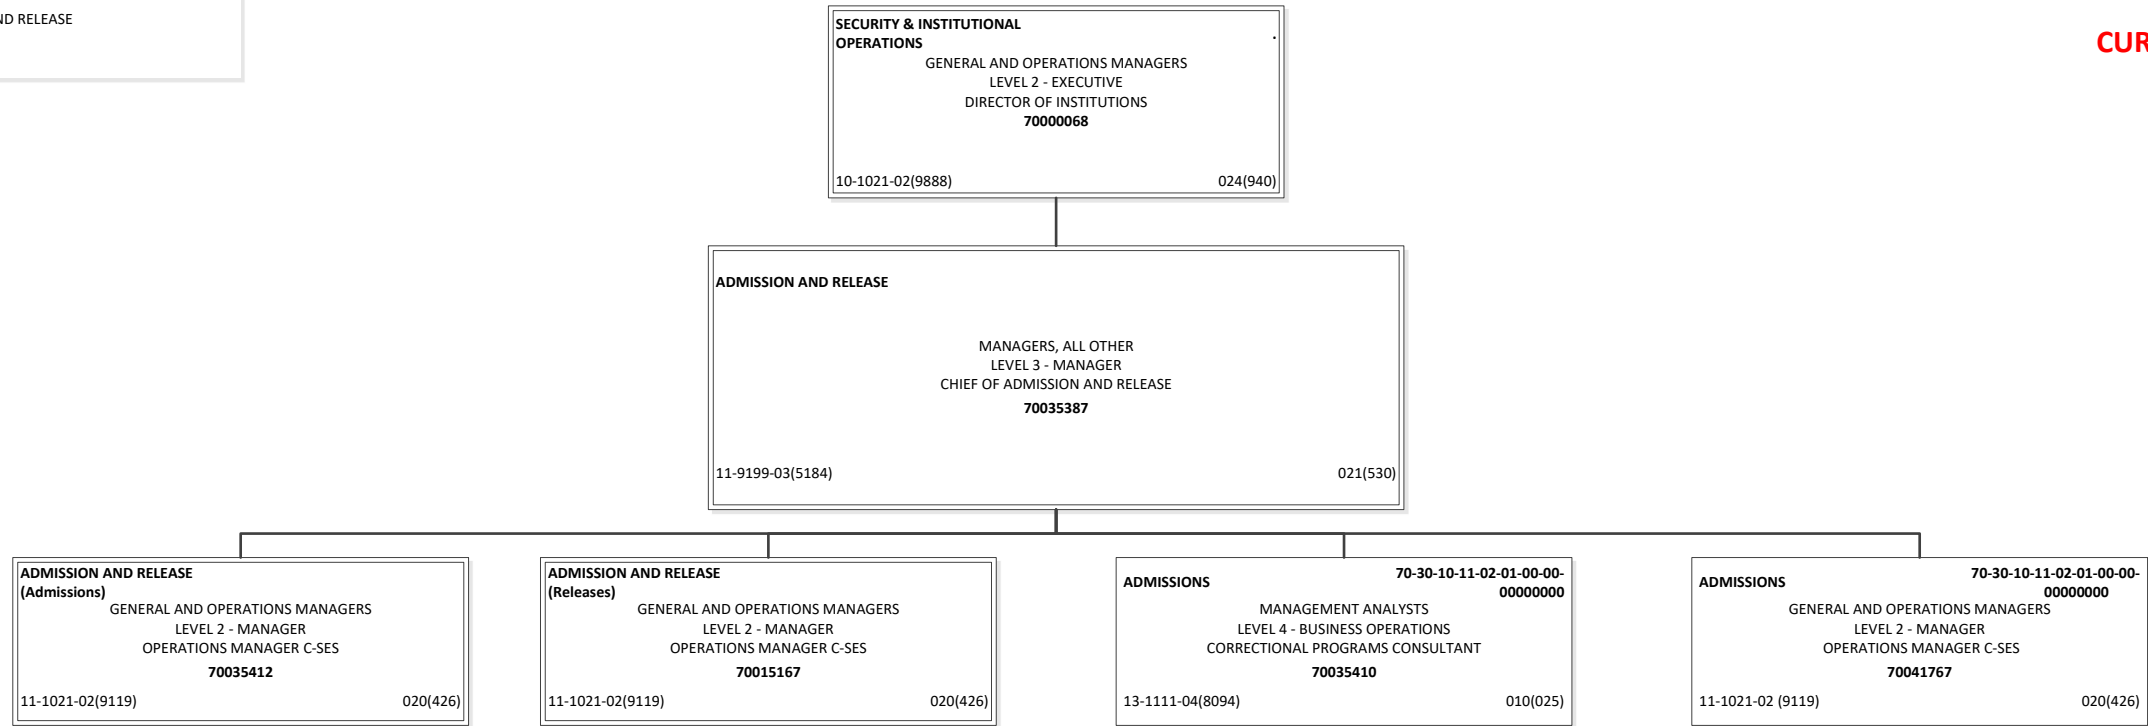 RELEASE
CUR
SECURITY & INSTITUTIONAL
OPERATIONS
.
GENERAL AND OPERATIONS MANAGERS
LEVEL 2 - EXECUTIVE
DIRECTOR OF INSTITUTIONS
70000068
10-1021-02(9888) 024(940)
ADMISSION AND RELEASE
MANAGERS, ALL OTHER
LEVEL 3 - MANAGER
CHIEF OF ADMISSION AND RELEASE
70035387
11-9199-03(5184) 021(530)
ADMISSION AND RELEASE
(Admissions)
GENERAL AND OPERATIONS MANAGERS
LEVEL 2 - MANAGER
OPERATIONS MANAGER C-SES
70035412
11-1021-02(9119) 020(426)
ADMISSION AND RELEASE
(Releases)
GENERAL AND OPERATIONS MANAGERS
LEVEL 2 - MANAGER
OPERATIONS MANAGER C-SES
70015167
11-1021-02(9119) 020(426)
ADMISSIONS 70-30-10-11-02-01-00-00-
00000000
MANAGEMENT ANALYSTS
LEVEL 4 - BUSINESS OPERATIONS
CORRECTIONAL PROGRAMS CONSULTANT
70035410
13-1111-04(8094) 010(025)
ADMISSIONS 70-30-10-11-02-01-00-00-
00000000
GENERAL AND OPERATIONS MANAGERS
LEVEL 2 - MANAGER
OPERATIONS MANAGER C-SES
70041767
11-1021-02 (9119) 020(426)